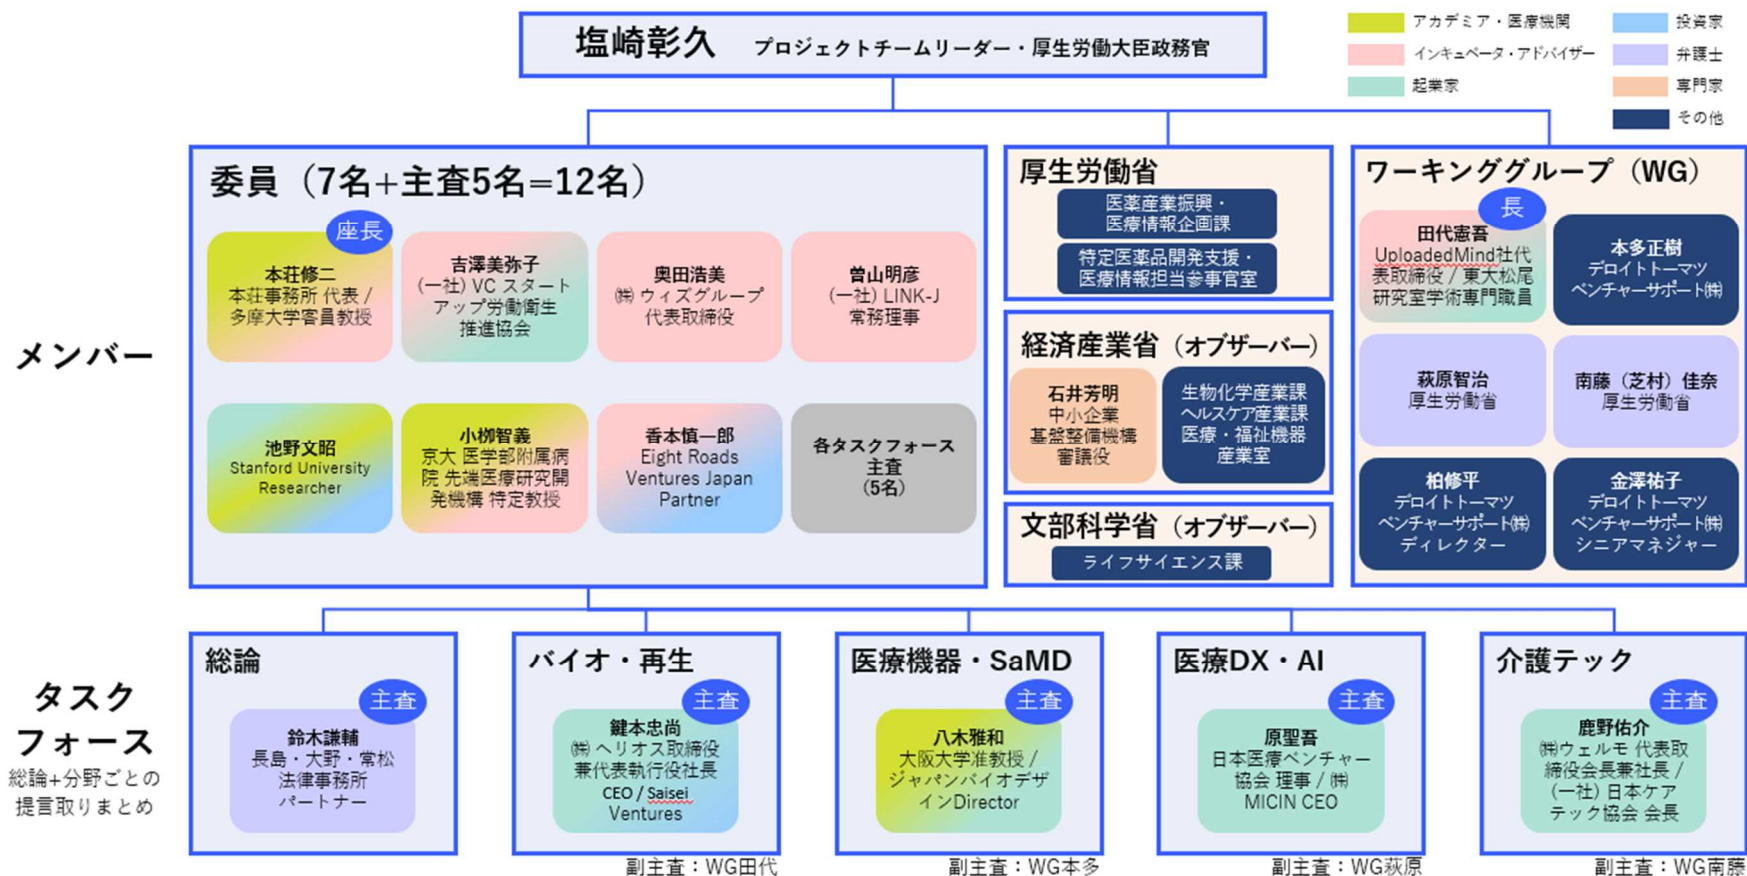 塩崎彰久 プロジェクトチームリーダー・厚生労働大臣政務官
アカデミア・医療機関
インキュベータ・アドバイザー
起業家
投資家
弁護士
専門家
その他
メンバー
委員（7名+主査5名=12名）
座長
本荘修二
本荘事務所 代表 /
多摩大学客員教授
吉澤美弥子
(一社) VC スタート
アップ労働衛生
推進協会
奥田浩美
㈱ ウィズグループ
代表取締役
曽山明彦
(一社) LINK-J
常務理事
池野文昭
Stanford University
Researcher
小栁智義
京大 医学部附属病
院 先端医療研究開
発機構 特定教授
香本慎一郎
Eight Roads
Ventures Japan
Partner
各タスクフォース
主査
(5名)
厚生労働省
医薬産業振興・
医療情報企画課
特定医薬品開発支援・
医療情報担当参事官室
経済産業省（オブザーバー）
石井芳明
中小企業
基盤整備機構
審議役
生物化学産業課
ヘルスケア産業課
医療・福祉機器
産業室
文部科学省（オブザーバー）
ライフサイエンス課
ワーキンググループ（WG）
長
田代憲吾
UploadedMind社代
表取締役 / 東大松尾
研究室学術専門職員
本多正樹
デロイトトーマツ
ベンチャーサポート㈱
萩原智治
厚生労働省
南藤（芝村）佳奈
厚生労働省
柏修平
デロイトトーマツ
ベンチャーサポート㈱
ディレクター
金澤祐子
デロイトトーマツ
ベンチャーサポート㈱
シニアマネジャー
タスク
フォース
総論+分野ごとの
提言取りまとめ
総論
主査
鈴木謙輔
長島・大野・常松
法律事務所
パートナー
バイオ・再生
主査
鍵本忠尚
㈱ ヘリオス取締役
兼代表執行役社長
CEO / Saisei
Ventures
副主査：WG田代
医療機器・SaMD
主査
八木雅和
大阪大学准教授 /
ジャパンバイオデザ
インDirector
副主査：WG本多
医療DX・AI
主査
原聖吾
日本医療ベンチャー
協会 理事 / ㈱
MICIN CEO
副主査：WG萩原
介護テック
主査
鹿野佑介
㈱ウェルモ 代表取
締役会長兼社長 /
(一社) 日本ケア
テック協会 会長
副主査：WG南藤